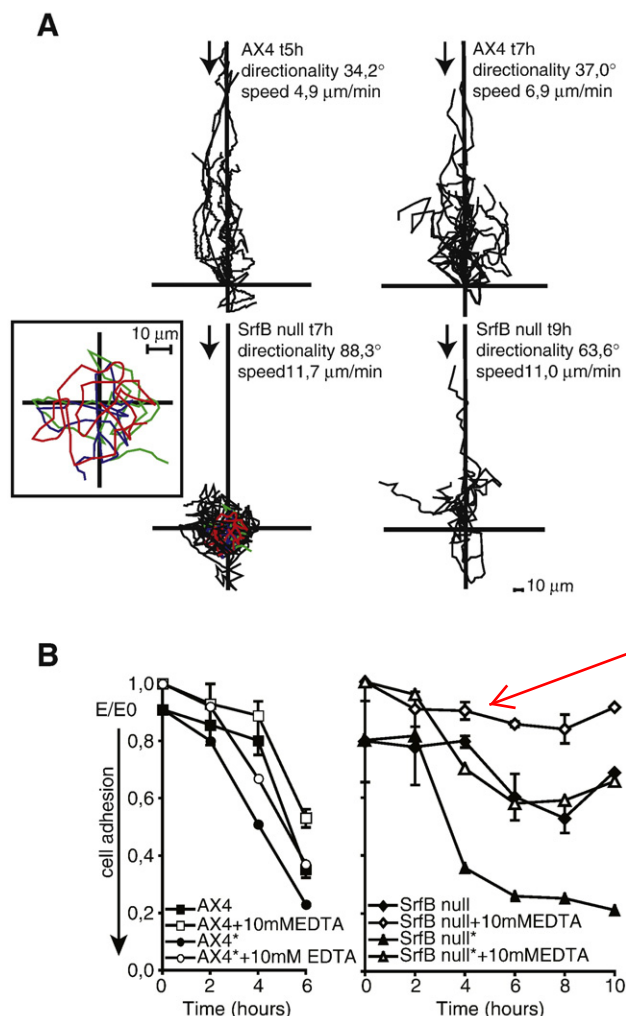 A
AX4 t5h
directionality 34,2°
speed 4,9 µm/min
AX4 t7h
directionality 37,0°
speed 6,9 µm/min
10 µm
SrfB null t7h
directionality 88,3°
speed11,7 µm/min
SrfB null t9h
directionality 63,6°
speed11,0 µm/min
10 µm
B
E/E0
cell adhesion
1,0
0,8
0,6
0,4
0,2
0,0
AX4
AX4+10mMEDTA
AX4*
AX4*+10mM EDTA
0 2 4 6
Time (hours)
SrfB null
SrfB null+10mMEDTA
SrfB null*
SrfB null*+10mMEDTA
0 2 4 6 8 10
Time (hours)